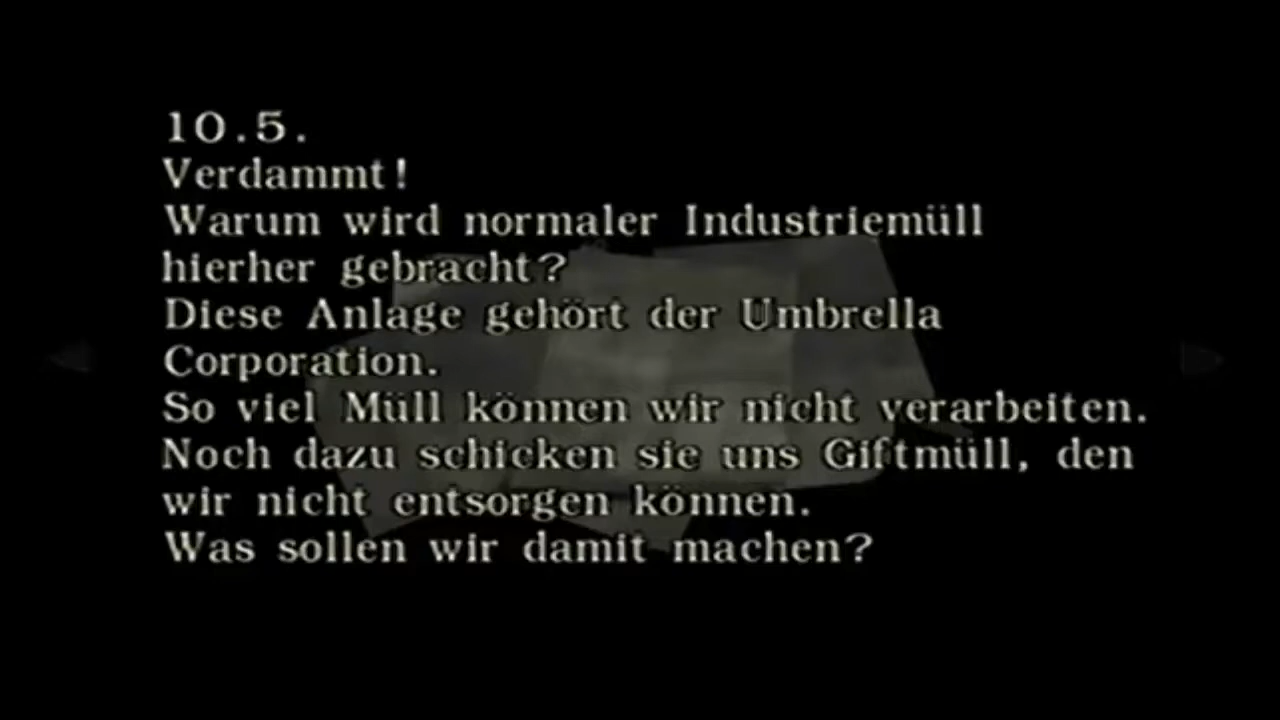 10.5.
Verdammt!
Warum wird normaler Industriemüll
hierher gebracht?
Diese Anlage gehört der Umbrella
Corporation.
So viel Müll können wir nicht verarbeiten.
Noch dazu schicken sie uns Giftmüll, den
wir nicht entsorgen können.
Was sollen wir damit machen?